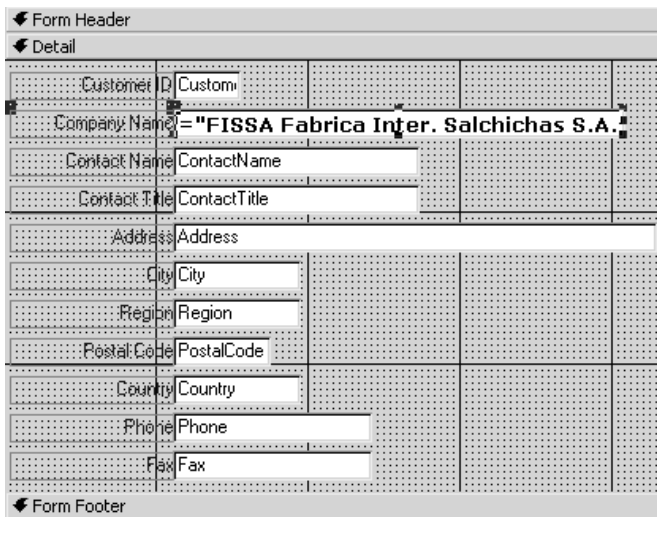 Form Header
Detail
Customer ID Custome
Company Name ="FISSA Fabrica Inter. Salchichas S.A.
Contact Name ContactName
Contact Title ContactTitle
Address Address
City City
Region Region
Postal Code PostalCode
Country Country
Phone Phone
Fax Fax
Form Footer